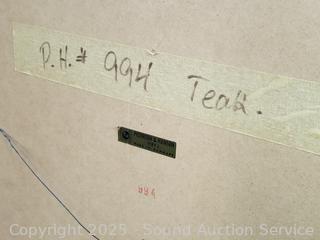 P.H.# 994 Teak.
994
Copyright © 2025 - Sound Auction Service